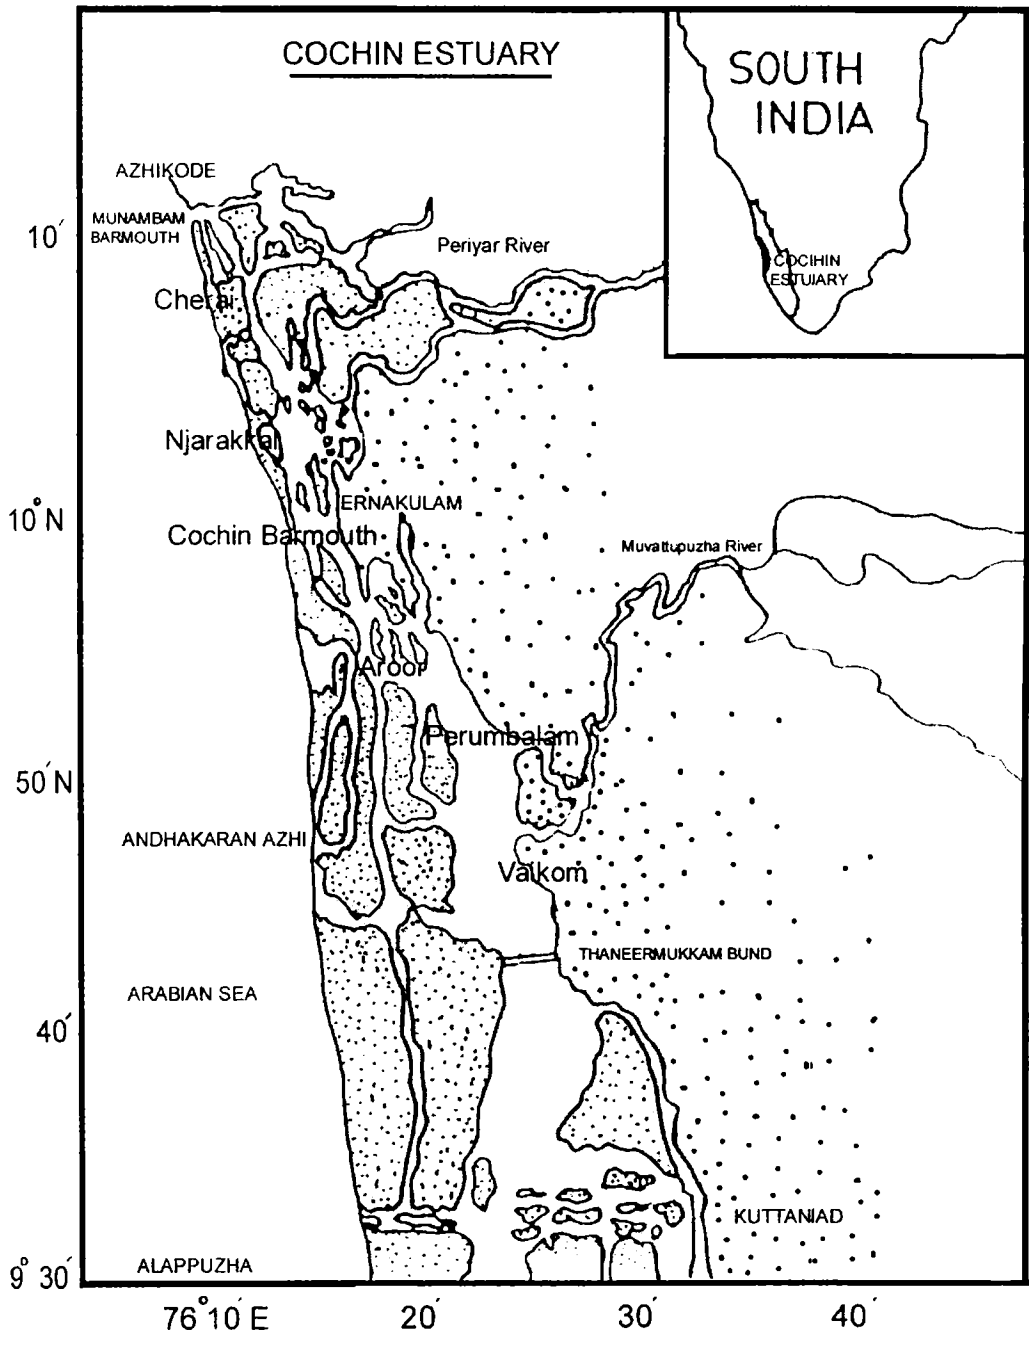 COCHIN ESTUARY
SOUTH
INDIA
COCIHIN
ESTUIARY
AZHIKODE
MUNAMBAM
BARMOUTH
10′
Periyar River
Cherai
Njarakkal
10°N
ERNAKULAM
Cochin Barmouth
Muvattupuzha River
Aroor
Perumbalam
50′N
ANDHAKARAN AZHI
Vaikom
THANEERMUKKAM BUND
ARABIAN SEA
40′
KUTTANIAD
ALAPPUZHA
9° 30′
76°10′E
20′
30′
40′